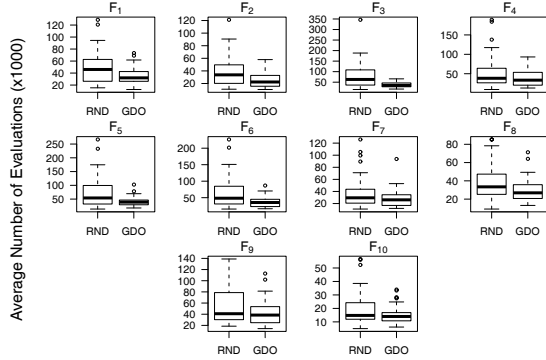 Average Number of Evaluations (x1000)
F1 F2 F3 F4
120 100 80 60 40 20
120 100 80 60 40 20
350 300 250 200 150 100 50
150 100 50
RND GDO RND GDO RND GDO RND GDO
F5 F6 F7 F8
250 200 150 100 50
200 150 100 50
120 100 80 60 40 20
80 60 40 20
RND GDO RND GDO RND GDO RND GDO
F9 F10
140 120 100 80 60 40 20
50 40 30 20 10
RND GDO RND GDO